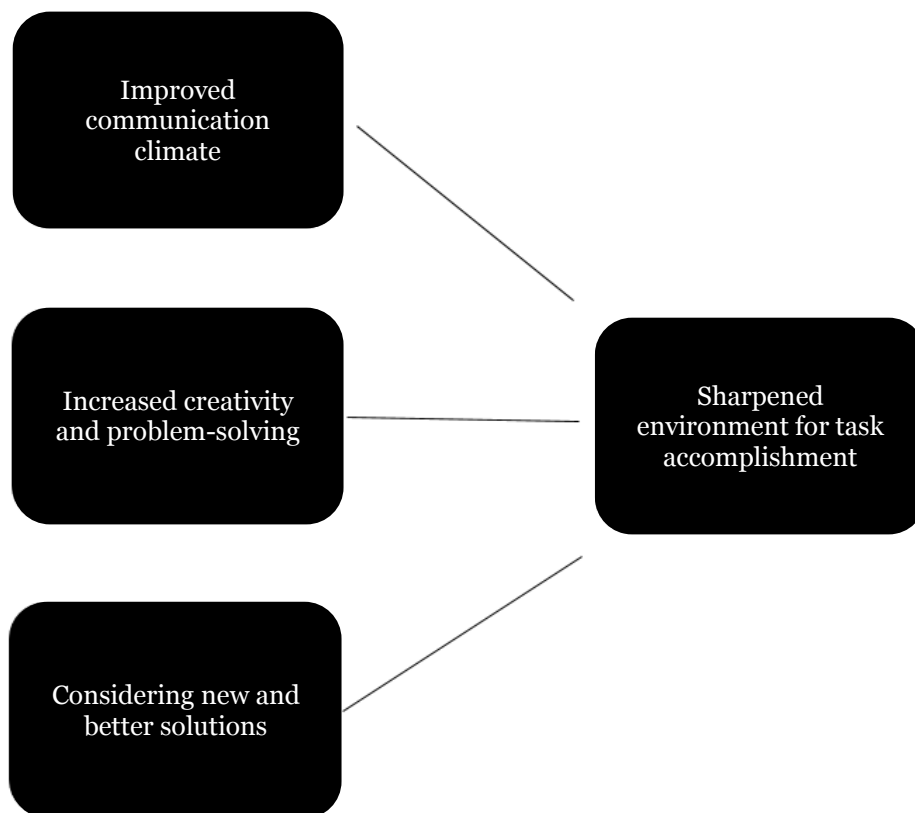 Improved
communication
climate
Increased creativity
and problem-solving
Sharpened
environment for task
accomplishment
Considering new and
better solutions